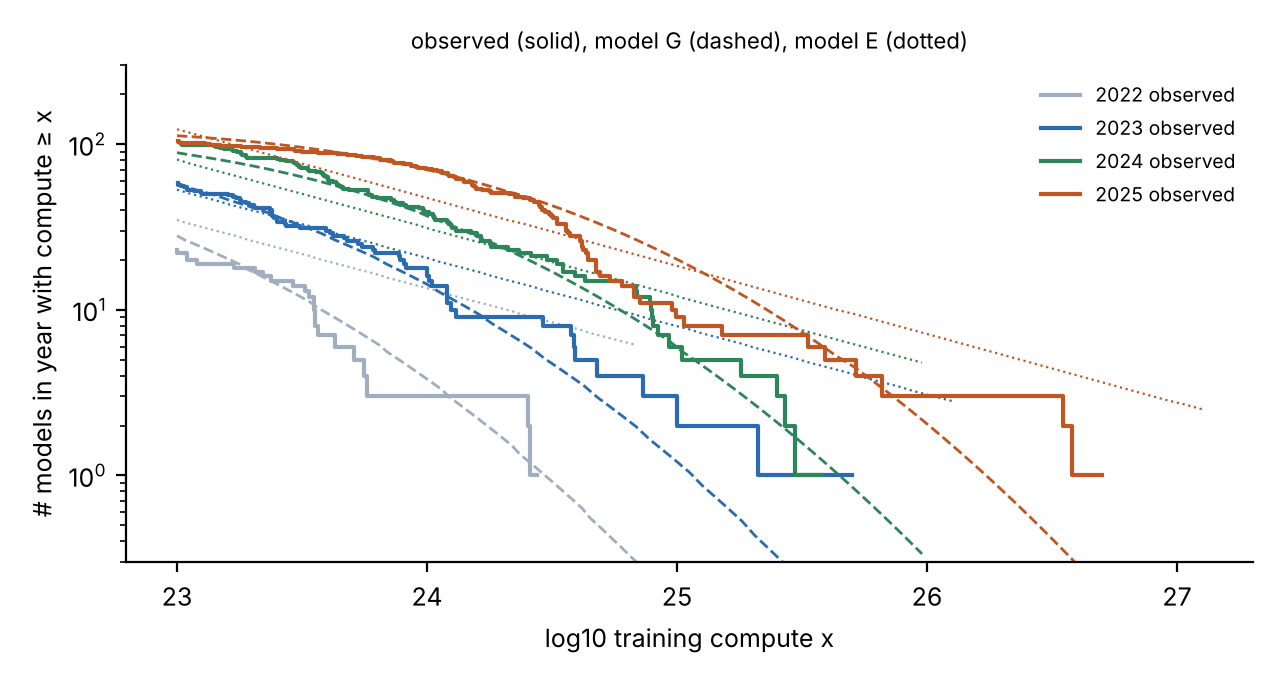 observed (solid), model G (dashed), model E (dotted)
# models in year with compute ≥ x
10²
10¹
10⁰
2022 observed
2023 observed
2024 observed
2025 observed
23 24 25 26 27
log10 training compute x